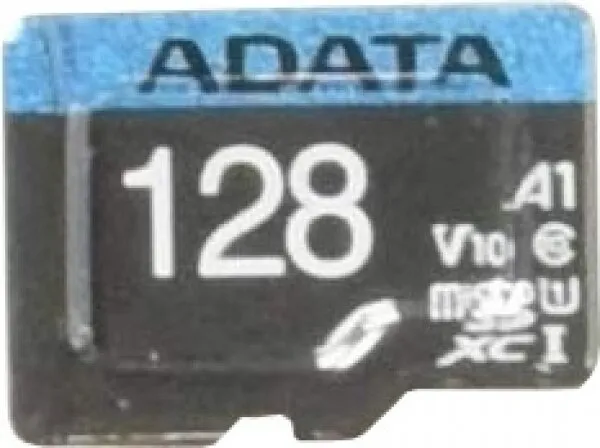 ADATA
128
A1
V10
micro
XC I